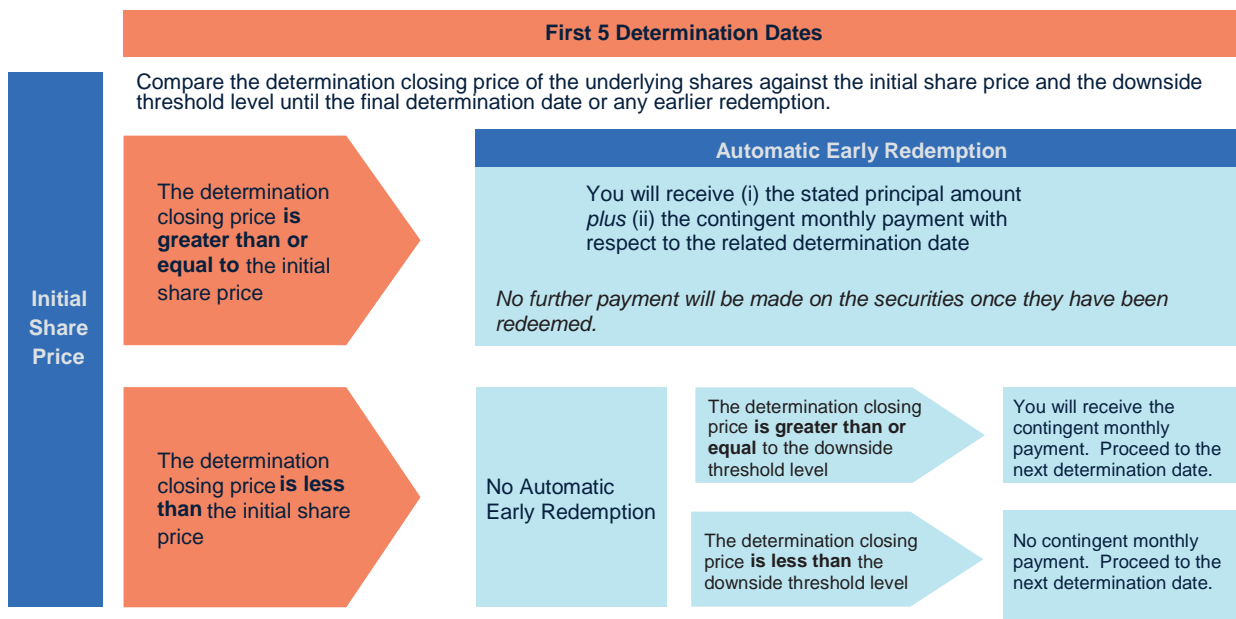 First 5 Determination Dates
Compare the determination closing price of the underlying shares against the initial share price and the downside
threshold level until the final determination date or any earlier redemption.
Initial
Share
Price
The determination
closing price is
greater than or
equal to the initial
share price
Automatic Early Redemption
You will receive (i) the stated principal amount
plus (ii) the contingent monthly payment with
respect to the related determination date
No further payment will be made on the securities once they have been
redeemed.
The determination
closing price is less
than the initial share
price
No Automatic
Early Redemption
The determination closing
price is greater than or
equal to the downside
threshold level
You will receive the
contingent monthly
payment.  Proceed to the
next determination date.
The determination closing
price is less than the
downside threshold level
No contingent monthly
payment.  Proceed to the
next determination date.